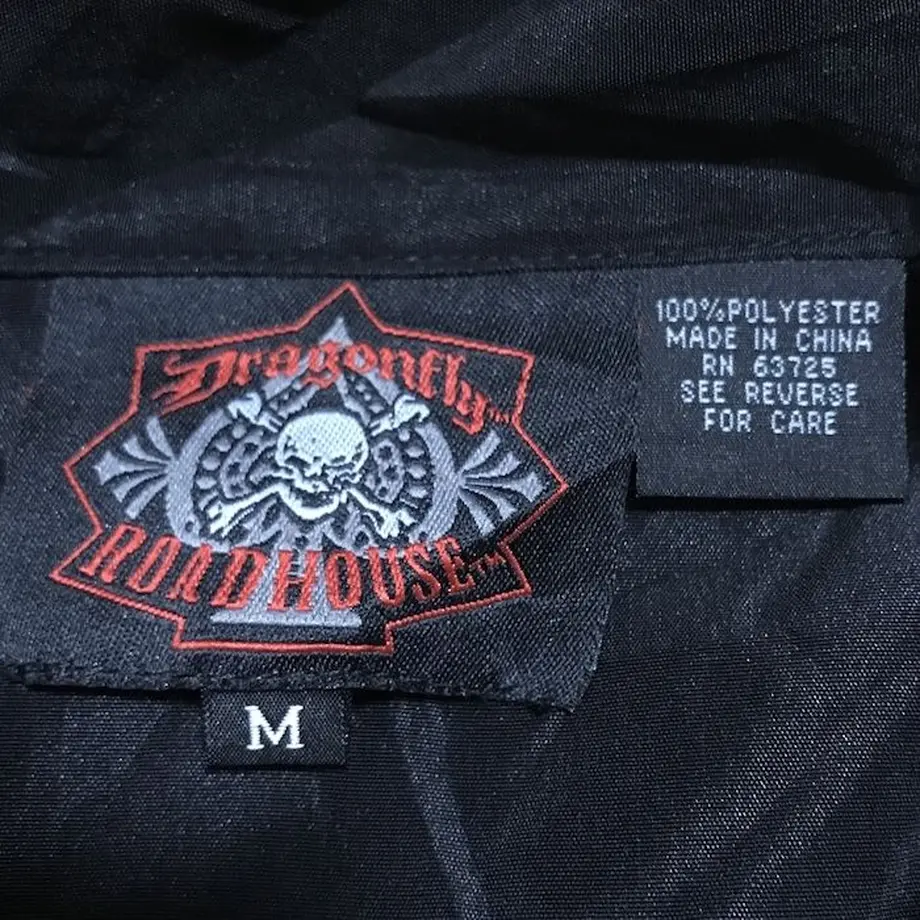 Dragonfly™
ROADHOUSE™
M
100%POLYESTER
MADE IN CHINA
RN 63725
SEE REVERSE
FOR CARE